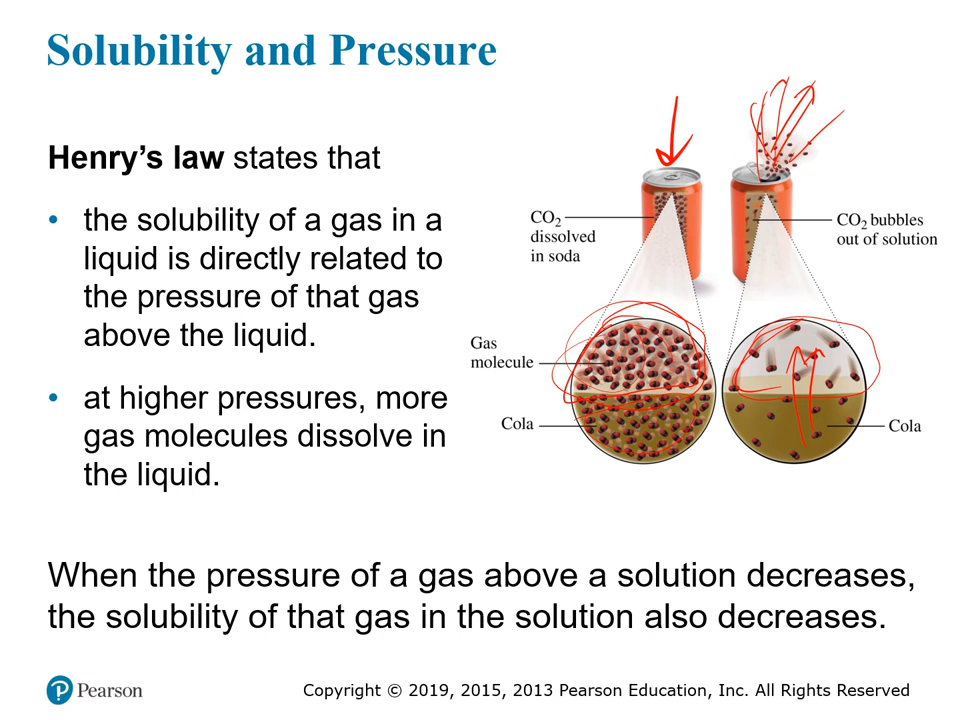 Solubility and Pressure
Henry’s law states that
• the solubility of a gas in a
liquid is directly related to
the pressure of that gas
above the liquid.
• at higher pressures, more
gas molecules dissolve in
the liquid.
CO₂
dissolved
in soda
CO₂ bubbles
out of solution
Gas
molecule
Cola
Cola
When the pressure of a gas above a solution decreases,
the solubility of that gas in the solution also decreases.
Pearson
Copyright © 2019, 2015, 2013 Pearson Education, Inc. All Rights Reserved